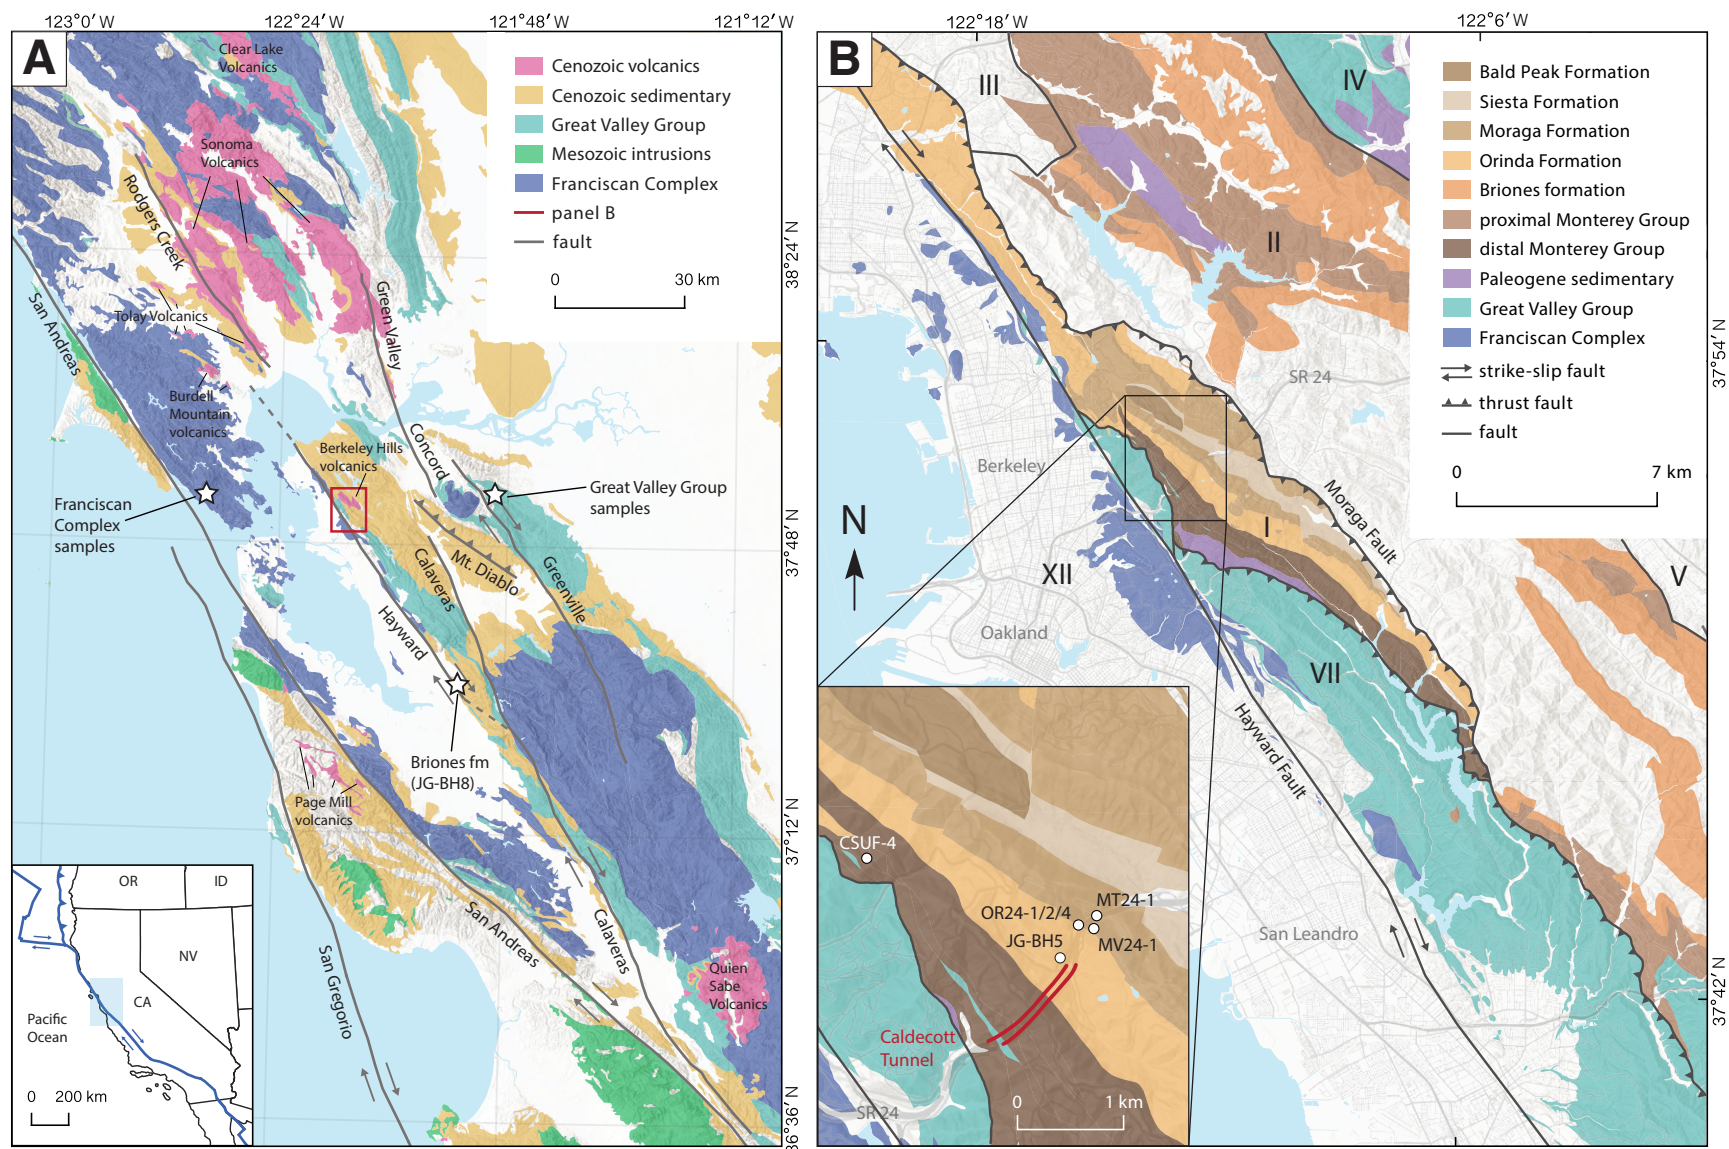 123°0′ W
122°24′ W
121°48′ W
121°12′ W
A
Clear Lake
Volcanics
Sonoma
Volcanics
Rodgers Creek
San Andreas
Tolay Volcanics
Green Valley
Burdell
Mountain
volcanics
Berkeley Hills
volcanics
Concord
Franciscan
Complex
samples
Great Valley Group
samples
Mt. Diablo
Calaveras
Greenville
Hayward
Briones fm
(JG-BH8)
Page Mill
volcanics
San Andreas
Calaveras
San Gregorio
Quien
Sabe
Volcanics
Cenozoic volcanics
Cenozoic sedimentary
Great Valley Group
Mesozoic intrusions
Franciscan Complex
panel B
fault
0 30 km
38°24′ N
37°48′ N
37°12′ N
36°36′ N
OR
ID
NV
CA
Pacific
Ocean
0 200 km
122°18′ W
122°6′ W
B
III
IV
II
I
V
VII
XII
N
SR 24
Berkeley
Oakland
San Leandro
Moraga Fault
Hayward Fault
Bald Peak Formation
Siesta Formation
Moraga Formation
Orinda Formation
Briones formation
proximal Monterey Group
distal Monterey Group
Paleogene sedimentary
Great Valley Group
Franciscan Complex
strike-slip fault
thrust fault
fault
0 7 km
37°54′ N
37°42′ N
CSUF-4
MT24-1
OR24-1/2/4
MV24-1
JG-BH5
Caldecott
Tunnel
SR 24
0 1 km